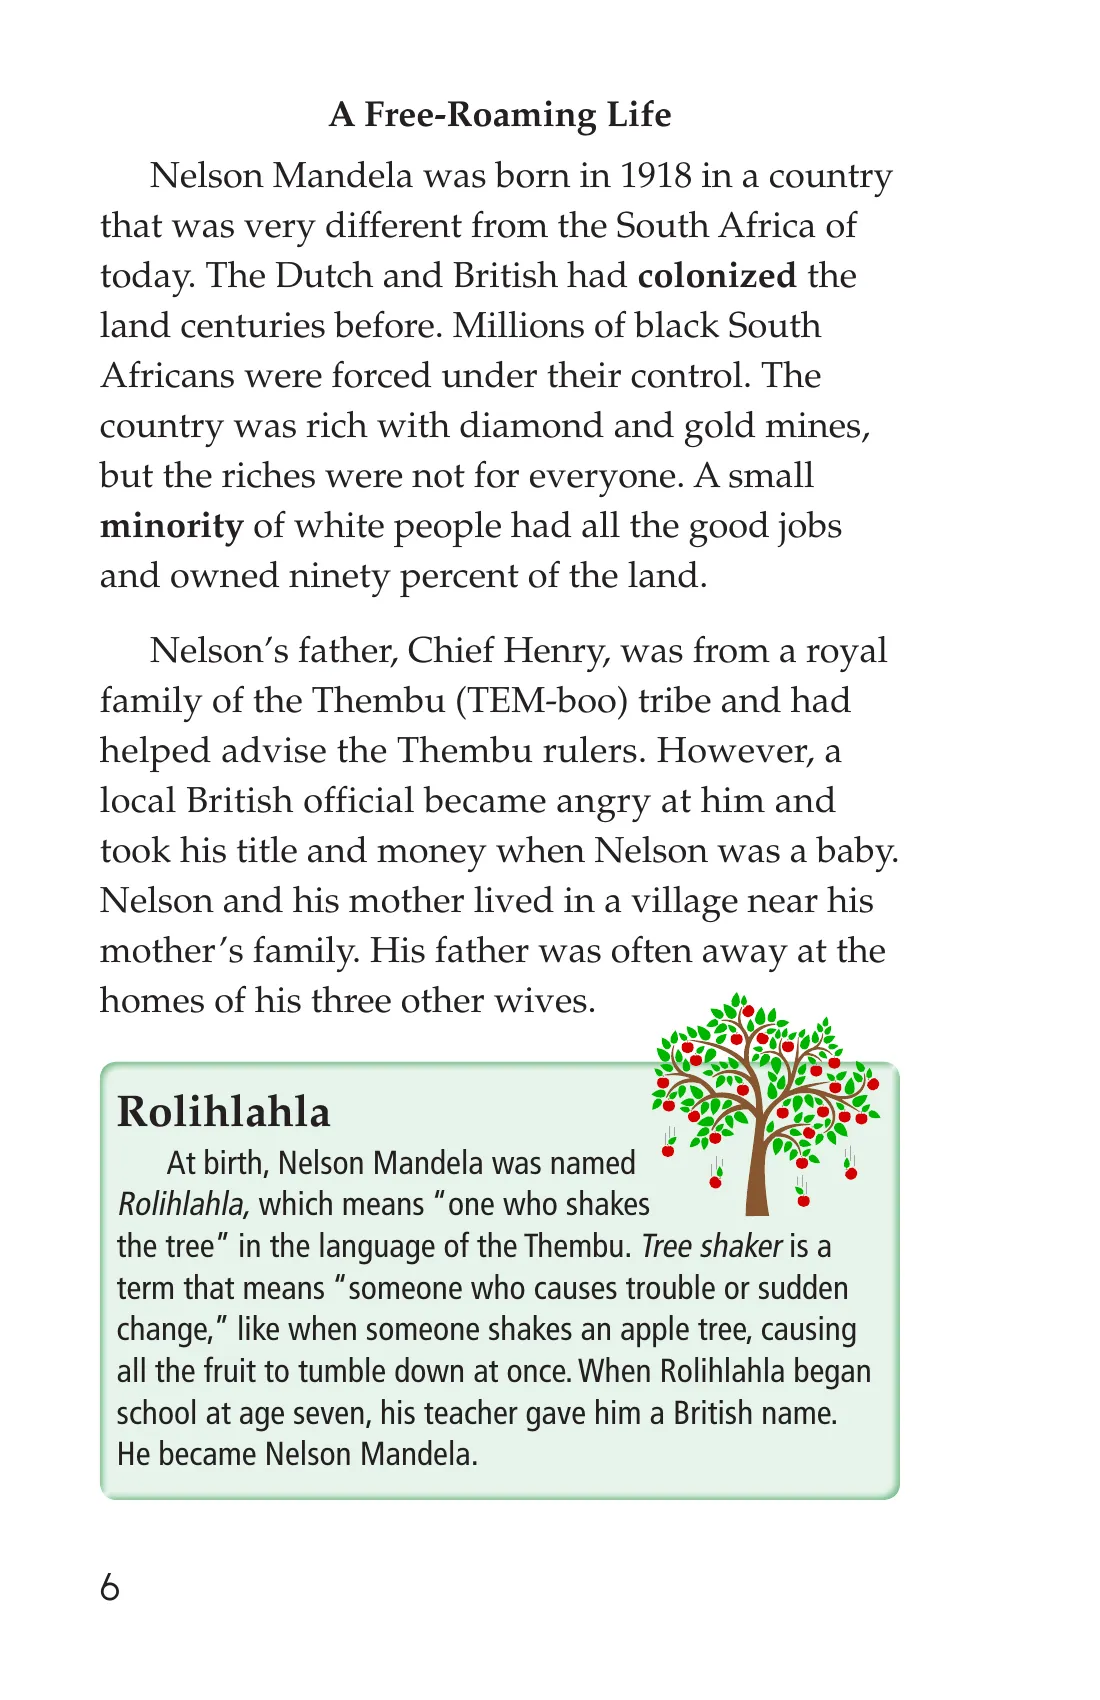 A Free-Roaming Life
Nelson Mandela was born in 1918 in a country
that was very different from the South Africa of
today. The Dutch and British had colonized the
land centuries before. Millions of black South
Africans were forced under their control. The
country was rich with diamond and gold mines,
but the riches were not for everyone. A small
minority of white people had all the good jobs
and owned ninety percent of the land.
Nelson’s father, Chief Henry, was from a royal
family of the Thembu (TEM-boo) tribe and had
helped advise the Thembu rulers. However, a
local British official became angry at him and
took his title and money when Nelson was a baby.
Nelson and his mother lived in a village near his
mother’s family. His father was often away at the
homes of his three other wives.
Rolihlahla
At birth, Nelson Mandela was named
Rolihlahla, which means “one who shakes
the tree” in the language of the Thembu. Tree shaker is a
term that means “someone who causes trouble or sudden
change,” like when someone shakes an apple tree, causing
all the fruit to tumble down at once. When Rolihlahla began
school at age seven, his teacher gave him a British name.
He became Nelson Mandela.
6